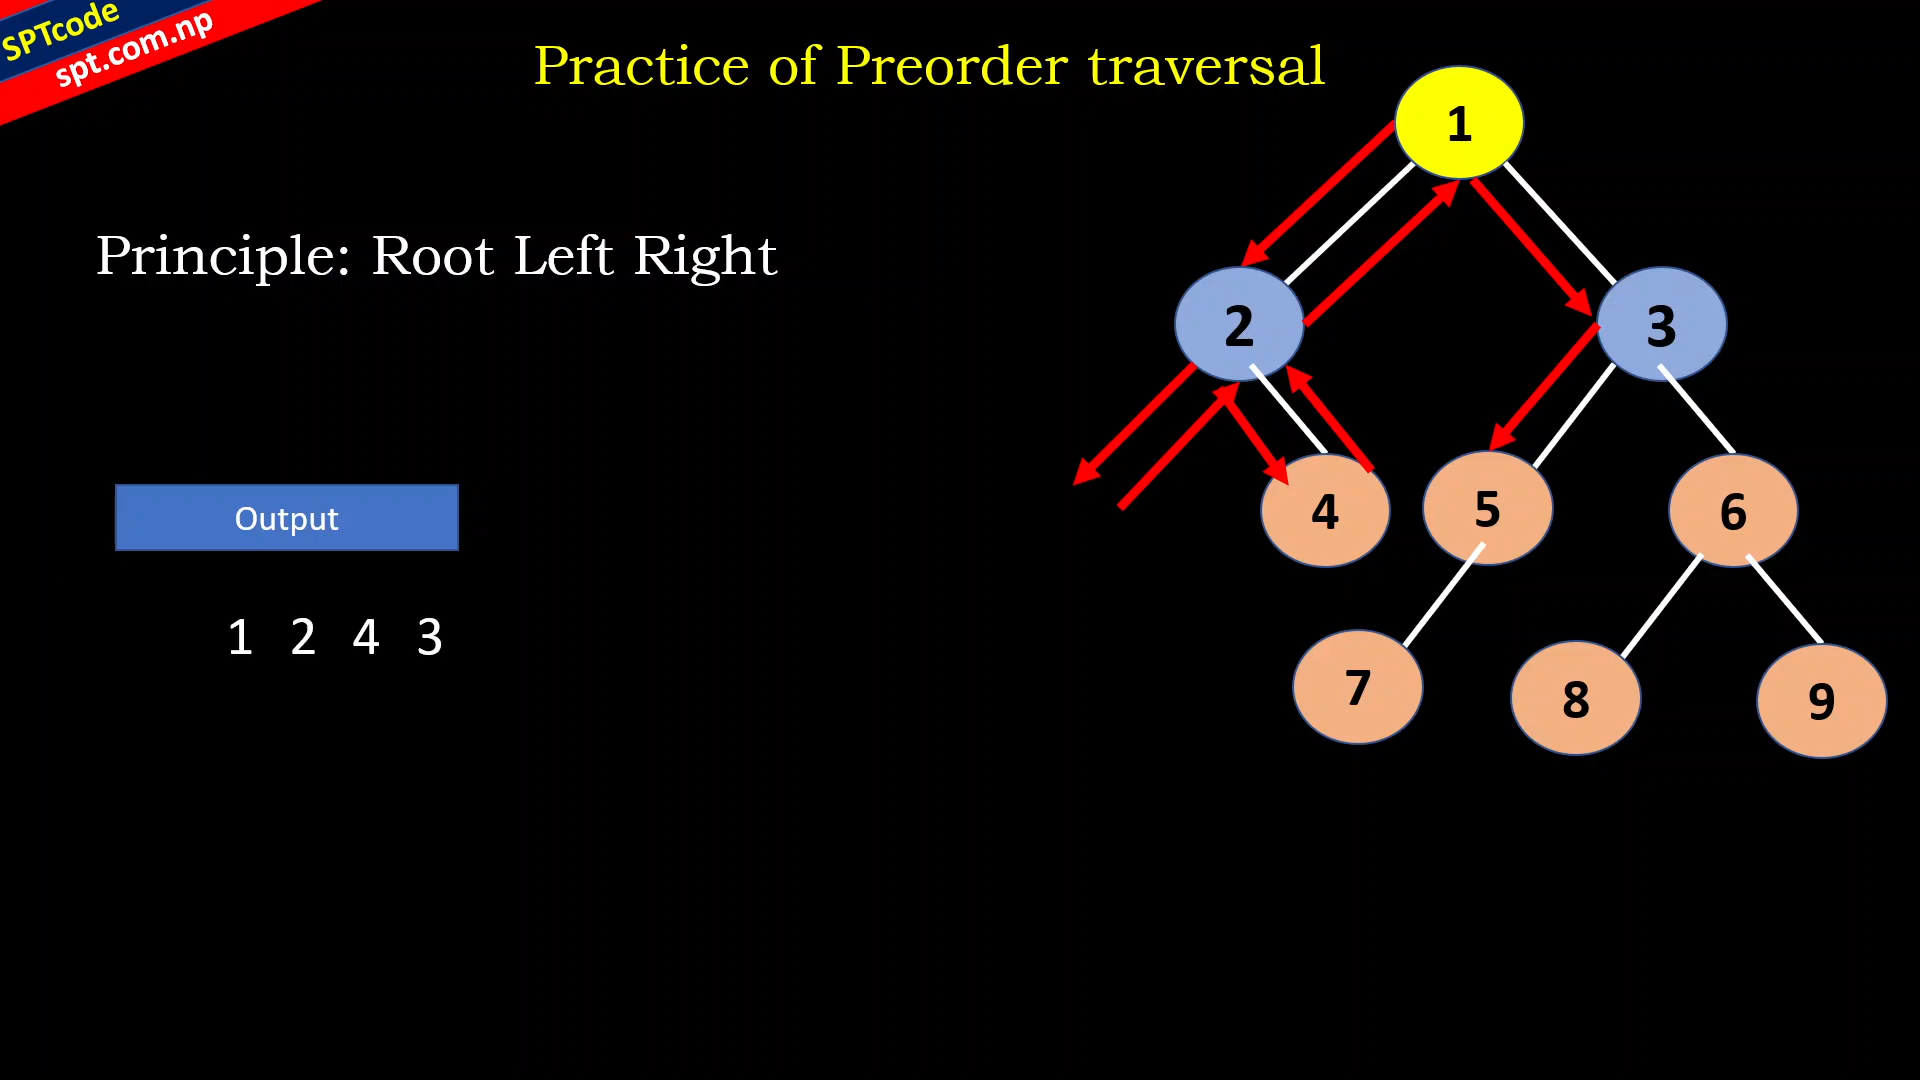 SPTcode
spt.com.np
Practice of Preorder traversal
1
Principle: Root Left Right
2
3
4
5
6
Output
1 2 4 3
7
8
9